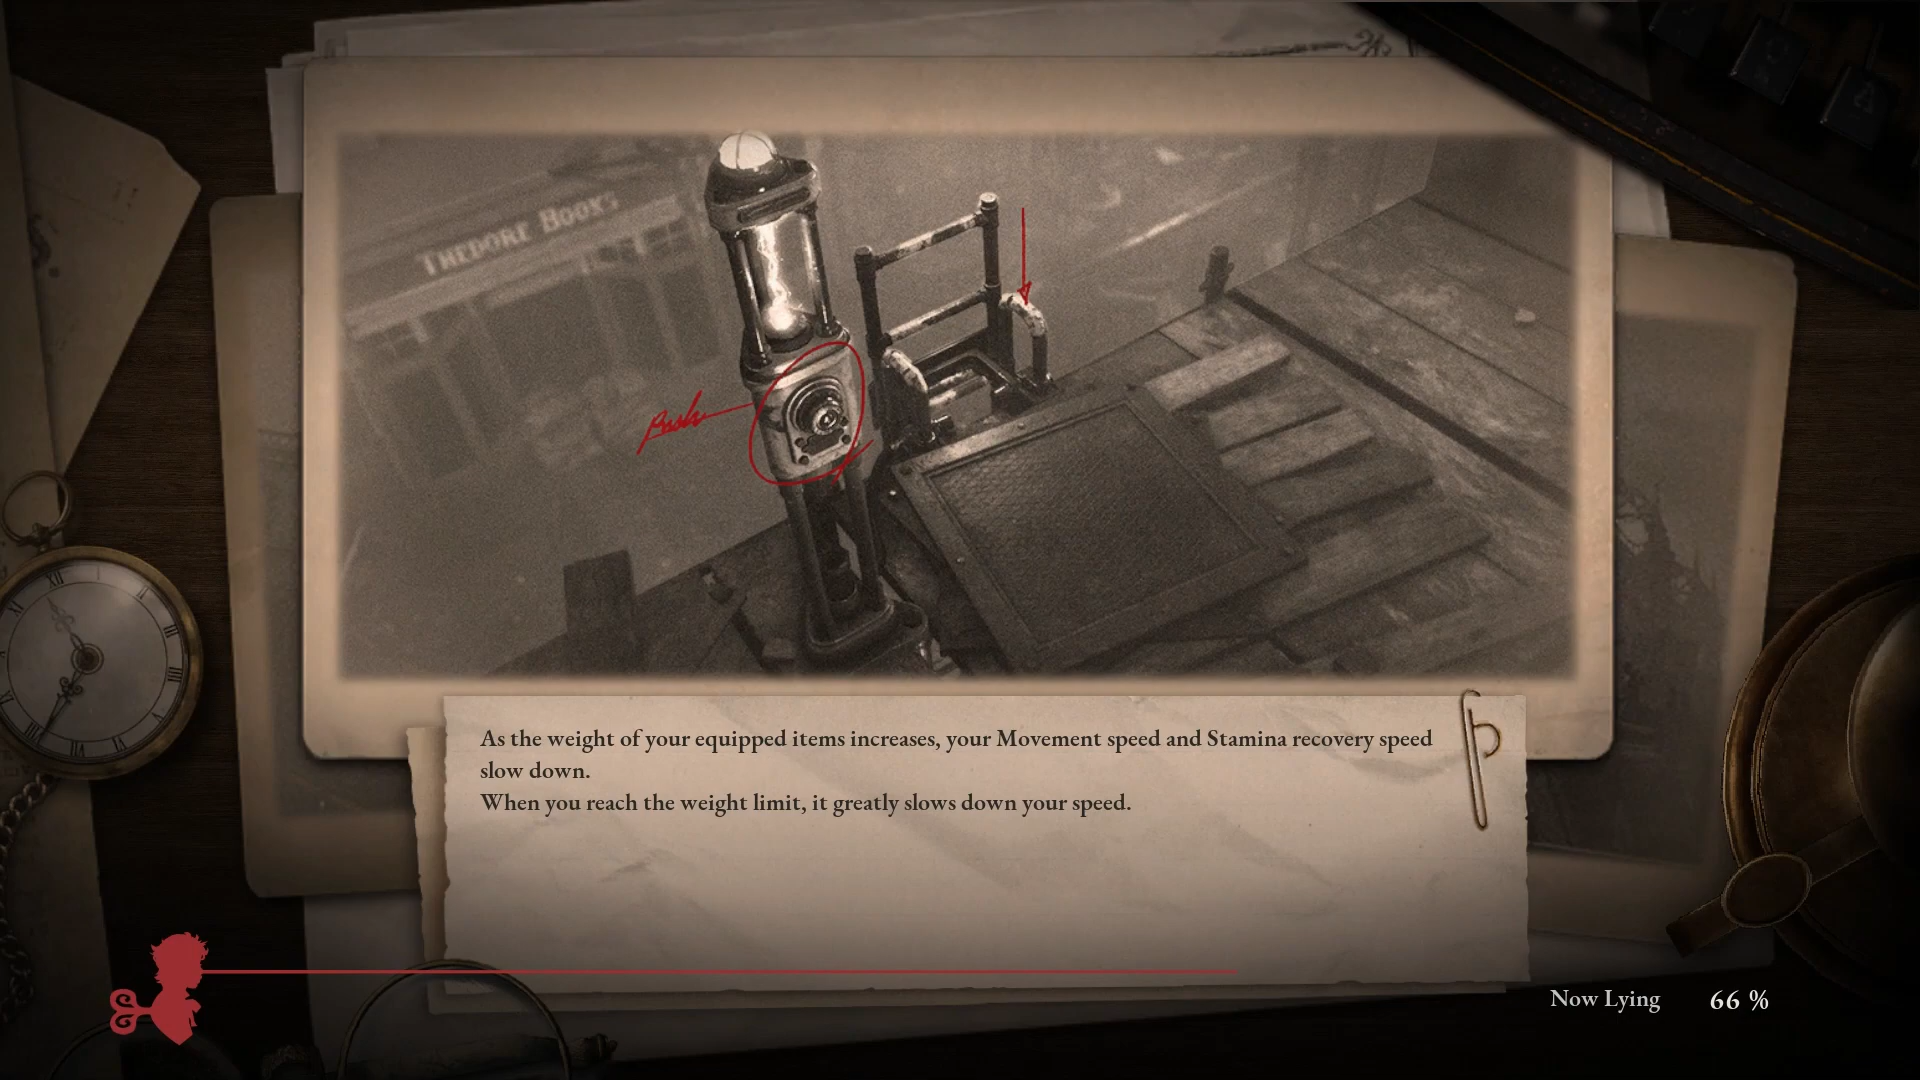 THEDORE BOOKS
push
As the weight of your equipped items increases, your Movement speed and Stamina recovery speed
slow down.
When you reach the weight limit, it greatly slows down your speed.
Now Lying 66 %